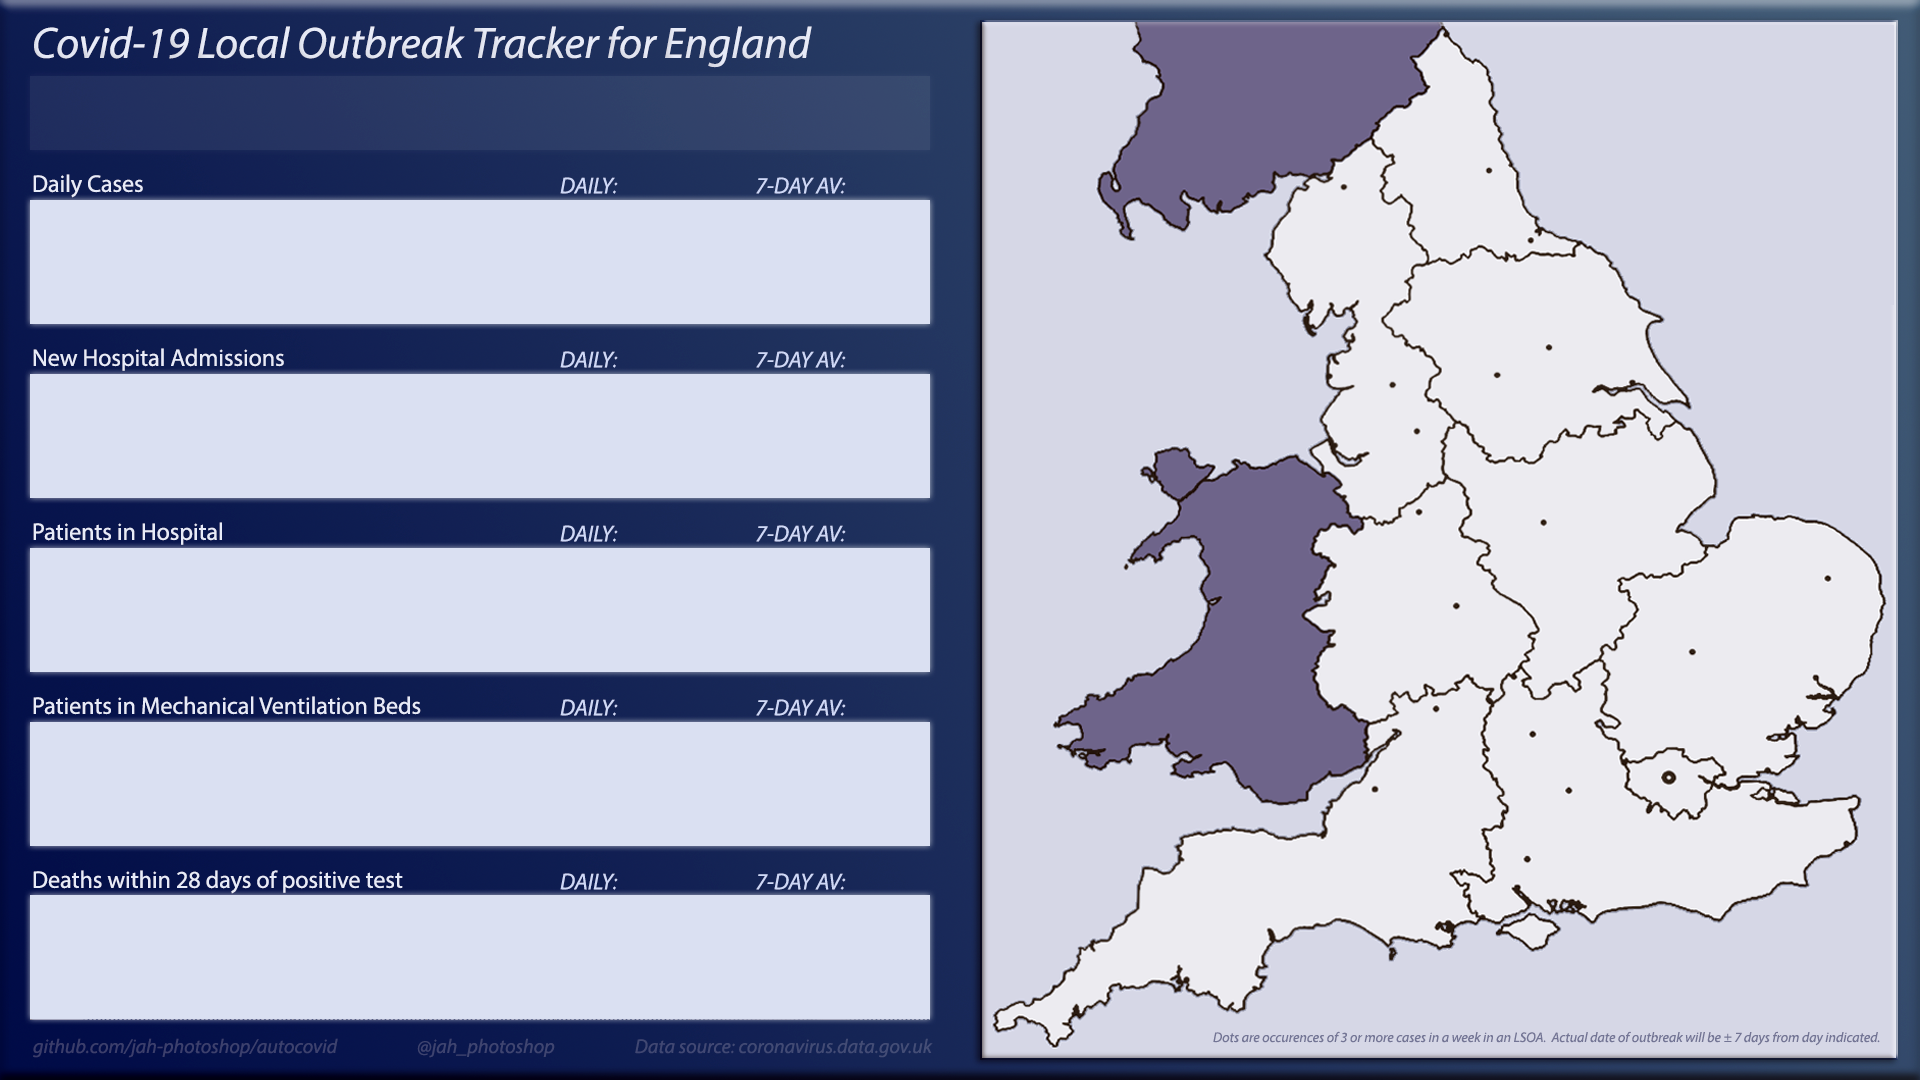 Covid-19 Local Outbreak Tracker for England
Daily Cases DAILY: 7-DAY AV:
New Hospital Admissions DAILY: 7-DAY AV:
Patients in Hospital DAILY: 7-DAY AV:
Patients in Mechanical Ventilation Beds DAILY: 7-DAY AV:
Deaths within 28 days of positive test DAILY: 7-DAY AV:
github.com/jah-photoshop/autocovid @jah_photoshop Data source: coronavirus.data.gov.uk
Dots are occurences of 3 or more cases in a week in an LSOA. Actual date of outbreak will be ± 7 days from day indicated.